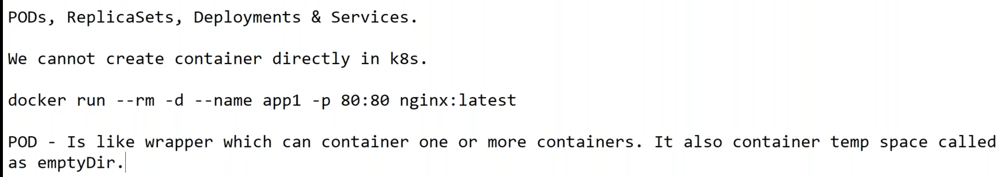 PODs, ReplicaSets, Deployments & Services.
We cannot create container directly in k8s.
docker run --rm -d --name app1 -p 80:80 nginx:latest
POD - Is like wrapper which can container one or more containers. It also container temp space called
as emptyDir.